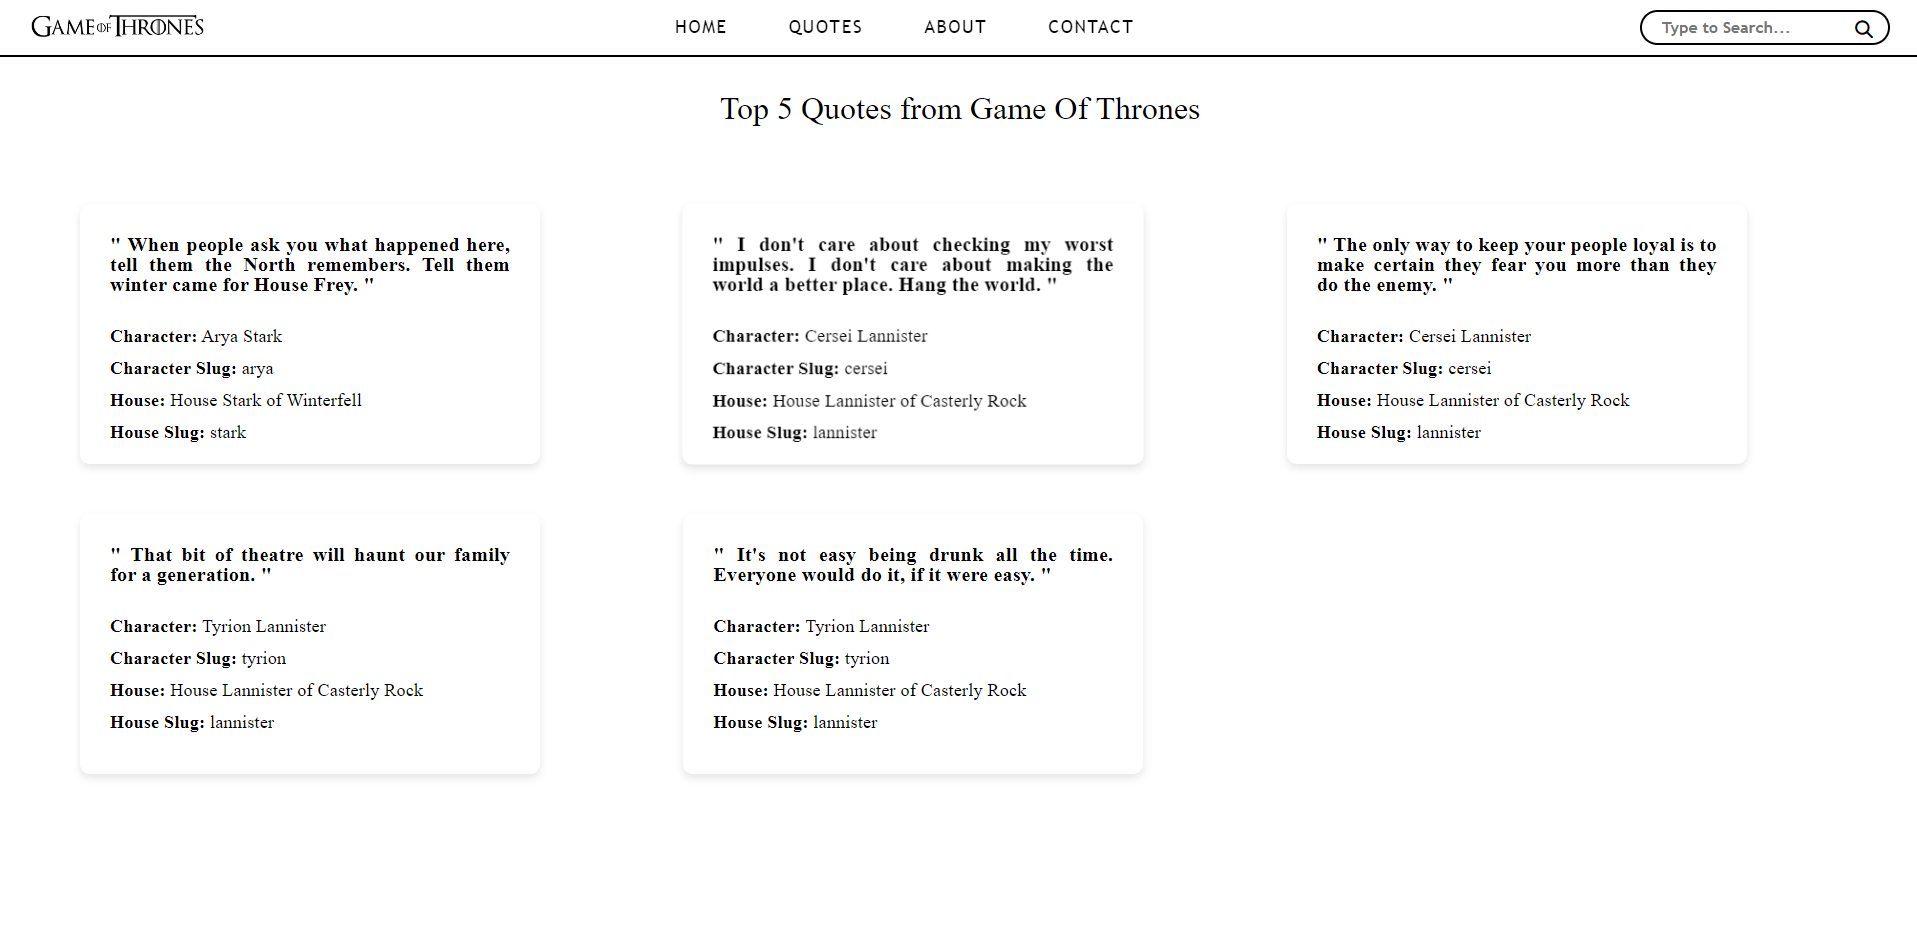 GAME OF THRONES
HOME
QUOTES
ABOUT
CONTACT
Type to Search...
Top 5 Quotes from Game Of Thrones
" When people ask you what happened here,
tell them the North remembers. Tell them
winter came for House Frey. "
Character: Arya Stark
Character Slug: arya
House: House Stark of Winterfell
House Slug: stark
" I don't care about checking my worst
impulses. I don't care about making the
world a better place. Hang the world. "
Character: Cersei Lannister
Character Slug: cersei
House: House Lannister of Casterly Rock
House Slug: lannister
" The only way to keep your people loyal is to
make certain they fear you more than they
do the enemy. "
Character: Cersei Lannister
Character Slug: cersei
House: House Lannister of Casterly Rock
House Slug: lannister
" That bit of theatre will haunt our family
for a generation. "
Character: Tyrion Lannister
Character Slug: tyrion
House: House Lannister of Casterly Rock
House Slug: lannister
" It's not easy being drunk all the time.
Everyone would do it, if it were easy. "
Character: Tyrion Lannister
Character Slug: tyrion
House: House Lannister of Casterly Rock
House Slug: lannister